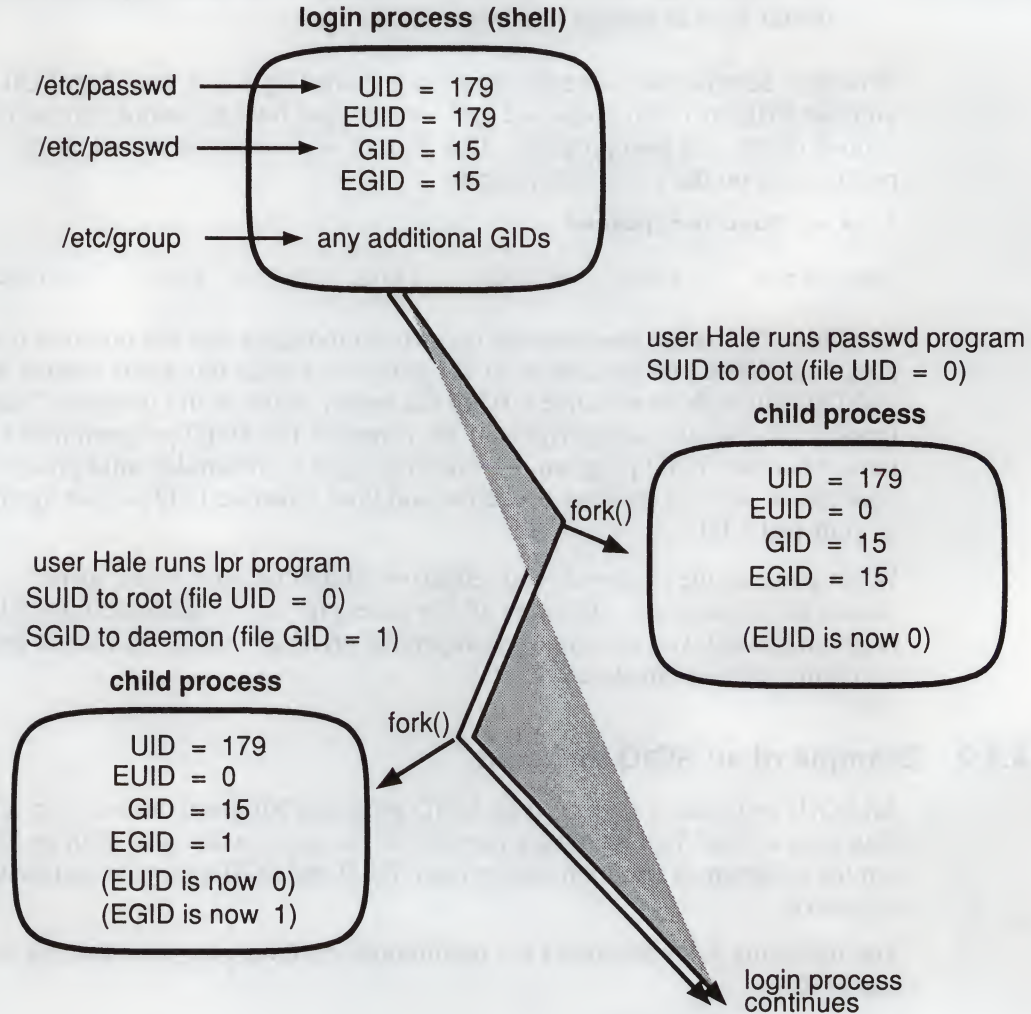 login process (shell)
/etc/passwd
UID = 179
EUID = 179
/etc/passwd
GID = 15
EGID = 15
/etc/group
any additional GIDs
user Hale runs passwd program
SUID to root (file UID = 0)
child process
fork()
UID = 179
EUID = 0
GID = 15
EGID = 15
(EUID is now 0)
user Hale runs lpr program
SUID to root (file UID = 0)
SGID to daemon (file GID = 1)
child process
fork()
UID = 179
EUID = 0
GID = 15
EGID = 1
(EUID is now 0)
(EGID is now 1)
login process
continues